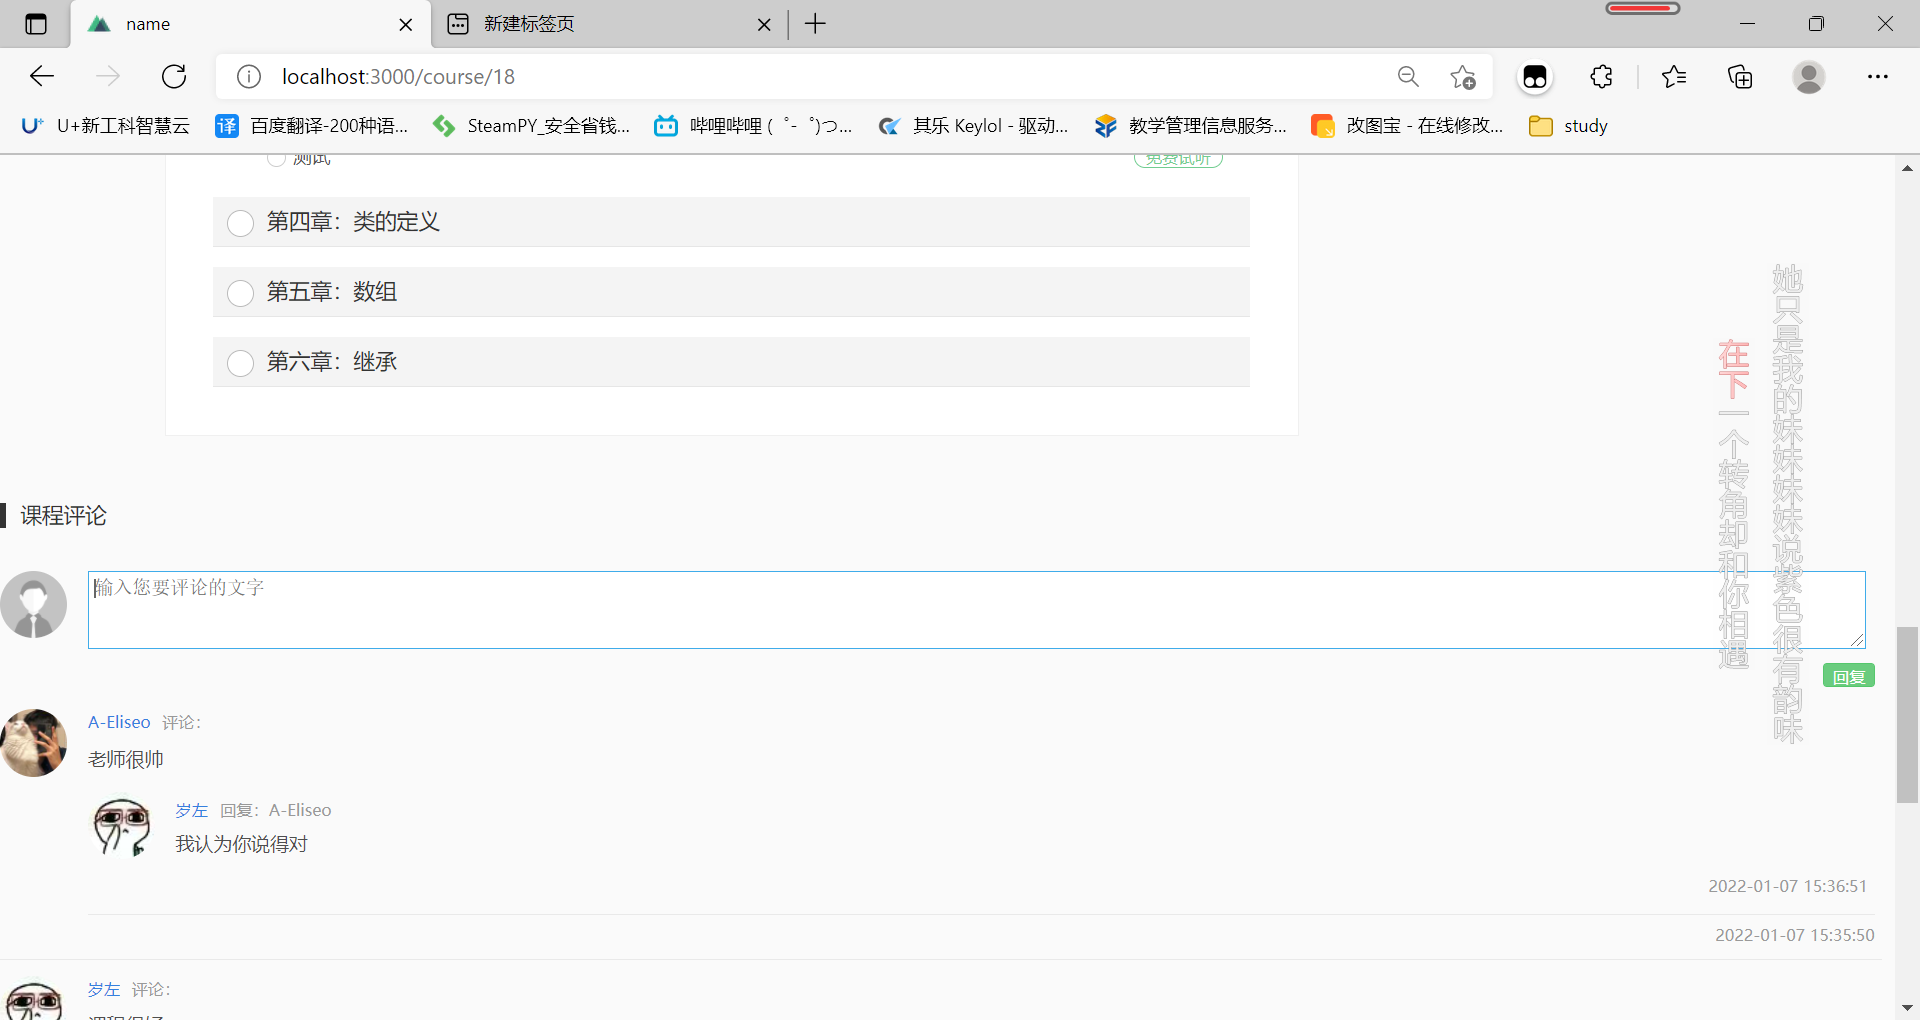 name
新建标签页
localhost:3000/course/18
U+新工科智慧云
百度翻译-200种语...
SteamPY_安全省钱...
哔哩哔哩 ( ゜- ゜)つ...
其乐 Keylol - 驱动...
教学管理信息服务...
改图宝 - 在线修改...
study
测试
免费试听
第四章：类的定义
第五章：数组
第六章：继承
她只是我的妹妹妹妹说紫色很有韵味
在下一个转角却和你相遇
课程评论
输入您要评论的文字
回复
A-Eliseo 评论：
老师很帅
岁左 回复：A-Eliseo
我认为你说得对
2022-01-07 15:36:51
2022-01-07 15:35:50
岁左 评论：